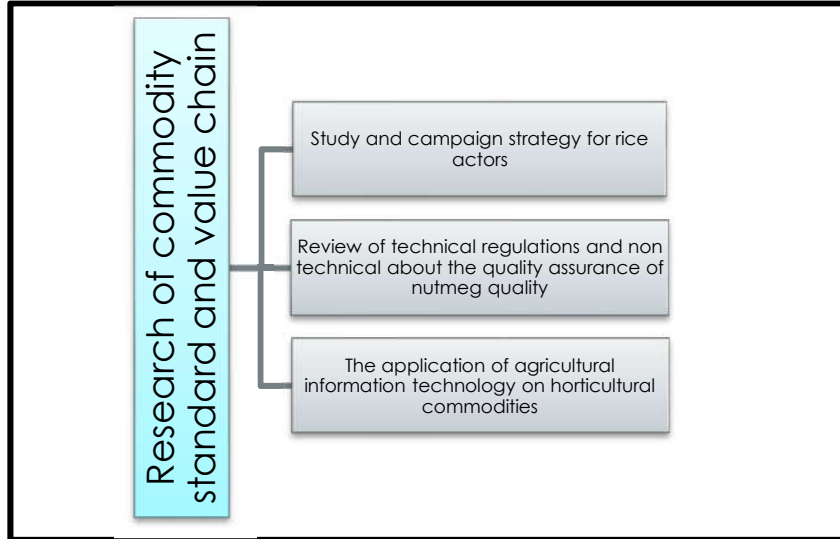 Research of commodity
standard and value chain
Study and campaign strategy for rice
actors
Review of technical regulations and non
technical about the quality assurance of
nutmeg quality
The application of agricultural
information technology on horticultural
commodities